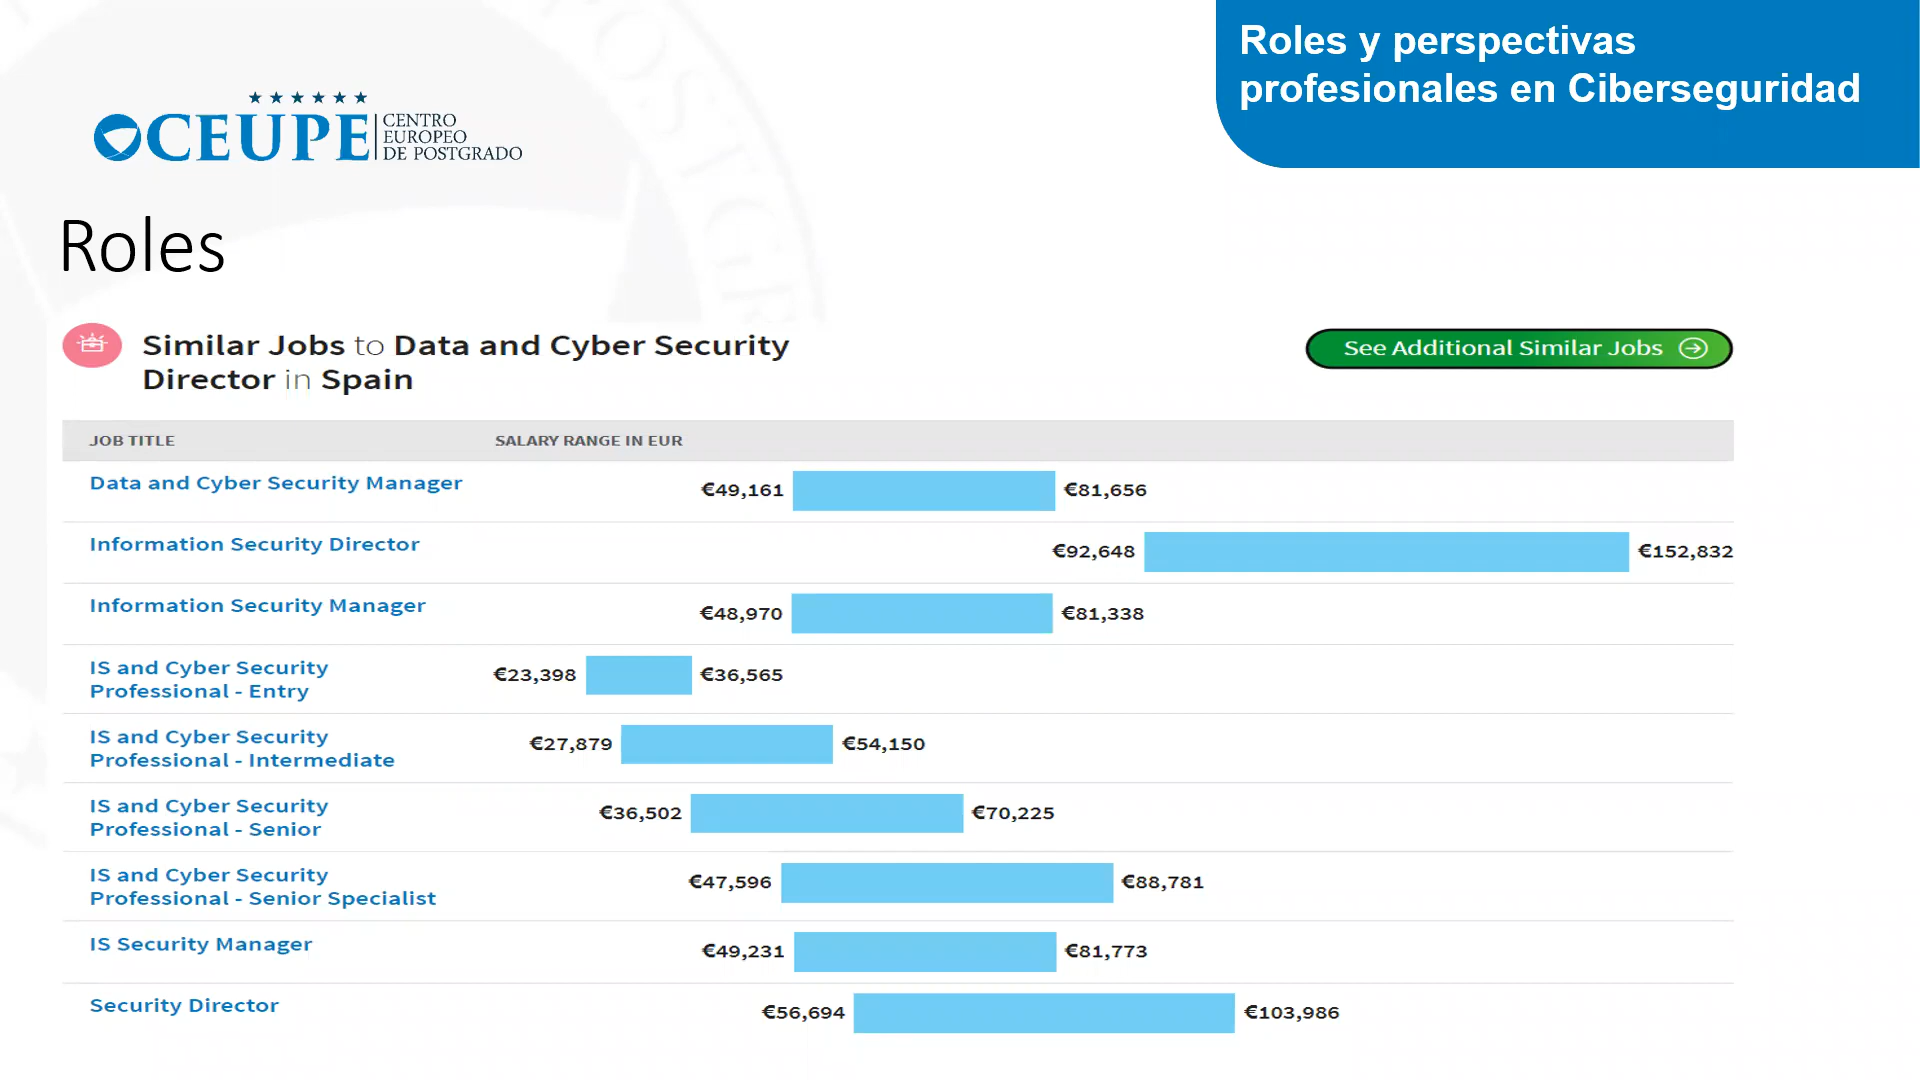 Roles y perspectivas
profesionales en Ciberseguridad
CEUPE
CENTRO
EUROPEO
DE POSTGRADO
Roles
Similar Jobs to Data and Cyber Security
Director in Spain
See Additional Similar Jobs
JOB TITLE SALARY RANGE IN EUR
Data and Cyber Security Manager €49,161 €81,656
Information Security Director €92,648 €152,832
Information Security Manager €48,970 €81,338
IS and Cyber Security
Professional - Entry €23,398 €36,565
IS and Cyber Security
Professional - Intermediate €27,879 €54,150
IS and Cyber Security
Professional - Senior €36,502 €70,225
IS and Cyber Security
Professional - Senior Specialist €47,596 €88,781
IS Security Manager €49,231 €81,773
Security Director €56,694 €103,986